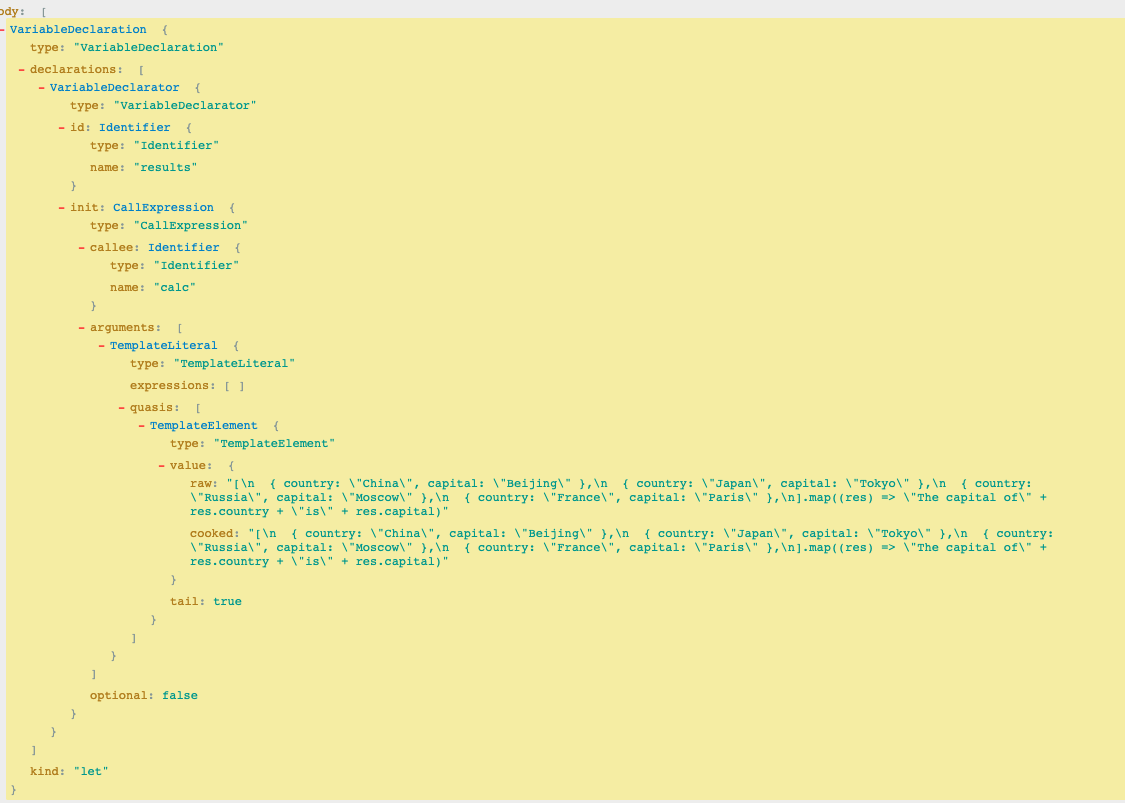 ody: [
- VariableDeclaration {
type: "VariableDeclaration"
- declarations: [
- VariableDeclarator {
type: "VariableDeclarator"
- id: Identifier {
type: "Identifier"
name: "results"
}
- init: CallExpression {
type: "CallExpression"
- callee: Identifier {
type: "Identifier"
name: "calc"
}
- arguments: [
- TemplateLiteral {
type: "TemplateLiteral"
expressions: [ ]
- quasis: [
- TemplateElement {
type: "TemplateElement"
- value: {
raw: "[\n  { country: \"China\", capital: \"Beijing\" },\n  { country: \"Japan\", capital: \"Tokyo\" },\n  { country:
\"Russia\", capital: \"Moscow\" },\n  { country: \"France\", capital: \"Paris\" },\n].map((res) => \"The capital of\" +
res.country + \"is\" + res.capital)"
cooked: "[\n  { country: \"China\", capital: \"Beijing\" },\n  { country: \"Japan\", capital: \"Tokyo\" },\n  { country:
\"Russia\", capital: \"Moscow\" },\n  { country: \"France\", capital: \"Paris\" },\n].map((res) => \"The capital of\" +
res.country + \"is\" + res.capital)"
}
tail: true
}
]
}
]
optional: false
}
}
]
kind: "let"
}